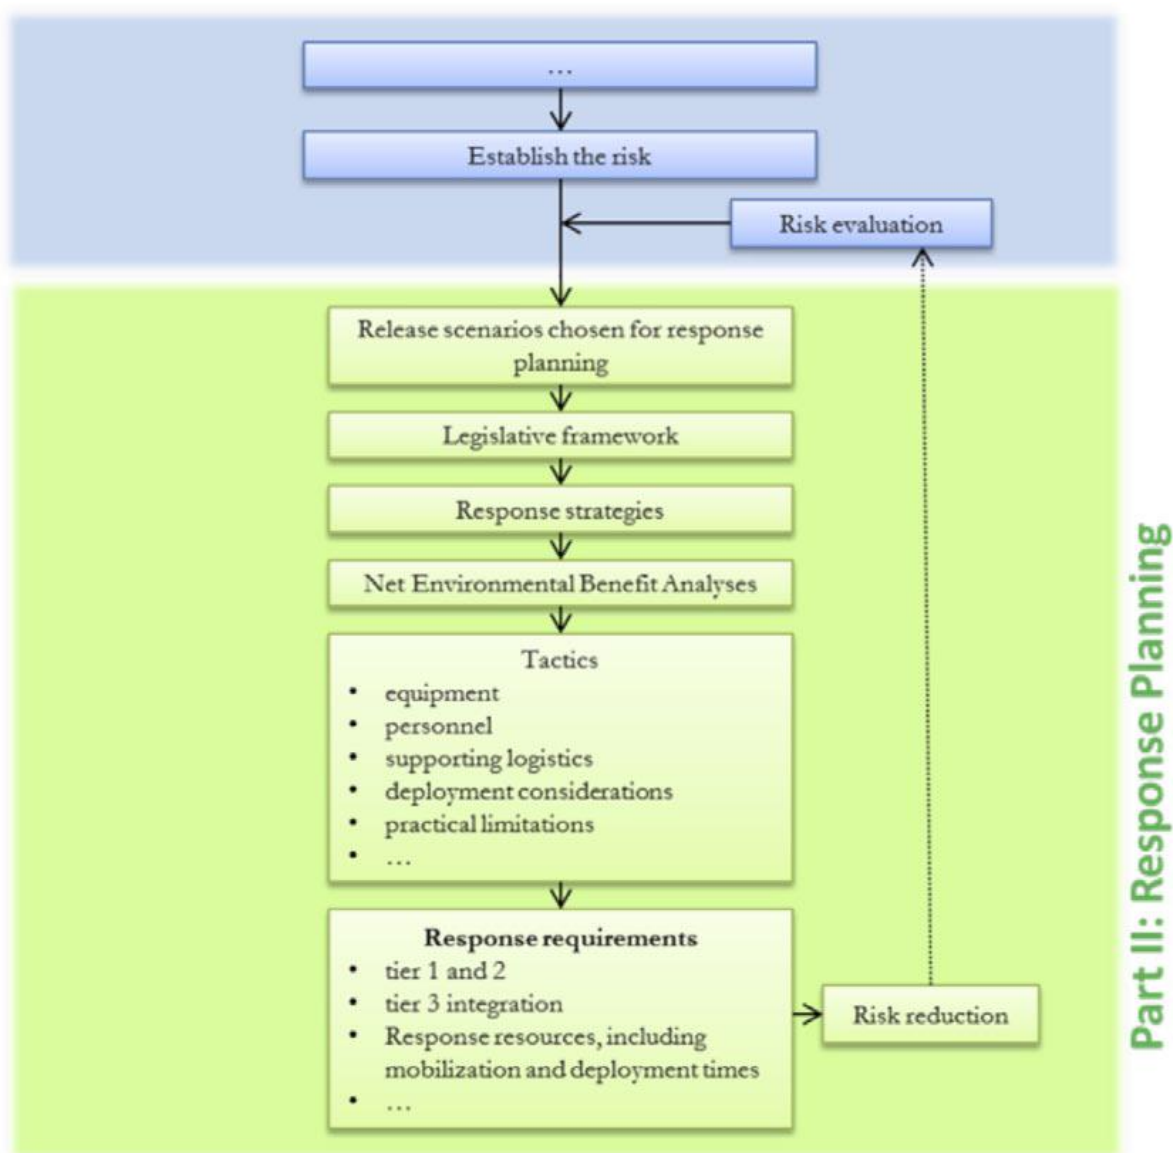 ...
Establish the risk
Risk evaluation
Release scenarios chosen for response
planning
Legislative framework
Response strategies
Net Environmental Benefit Analyses
Tactics
• equipment
• personnel
• supporting logistics
• deployment considerations
• practical limitations
• ...
Response requirements
• tier 1 and 2
• tier 3 integration
• Response resources, including
mobilization and deployment times
• ...
Risk reduction
Part II: Response Planning